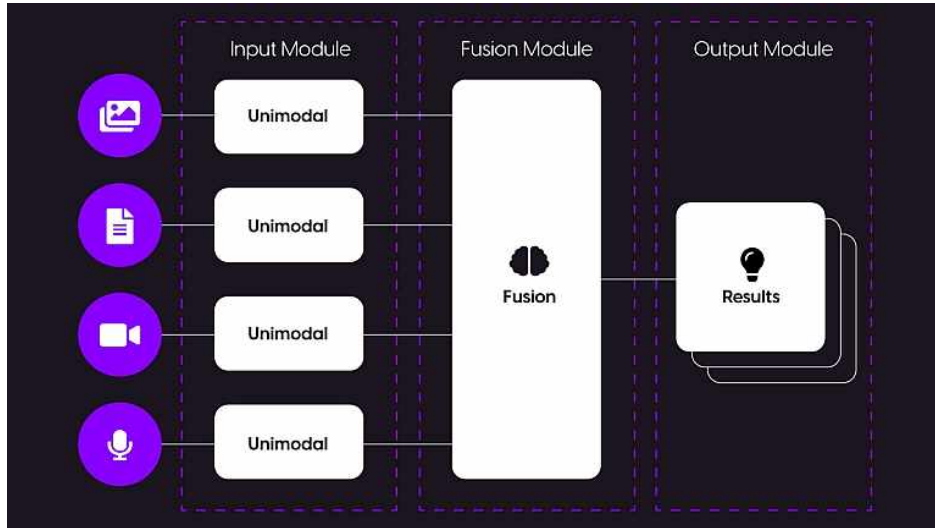 Input Module
Fusion Module
Output Module
Unimodal
Unimodal
Unimodal
Unimodal
Fusion
Results